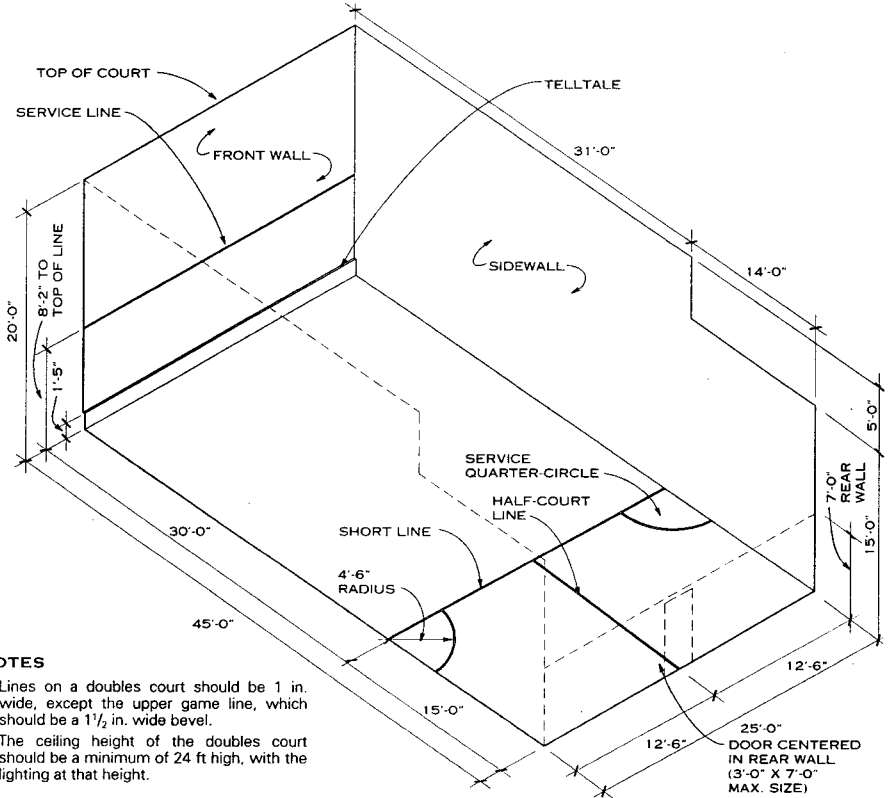 TOP OF COURT
SERVICE LINE
TELLTALE
FRONT WALL
31'-0"
SIDEWALL
14'-0"
20'-0"
8'-2" TO
TOP OF LINE
1'-5"
5'-0"
7'-0"
REAR
WALL
15'-0"
SERVICE
QUARTER-CIRCLE
HALF-COURT
LINE
SHORT LINE
30'-0"
4'-6"
RADIUS
45'-0"
15'-0"
12'-6"
12'-6"
25'-0"
DOOR CENTERED
IN REAR WALL
(3'-0" X 7'-0"
MAX. SIZE)
OTES
Lines on a doubles court should be 1 in.
wide, except the upper game line, which
should be a 1 1/2 in. wide bevel.
The ceiling height of the doubles court
should be a minimum of 24 ft high, with the
lighting at that height.